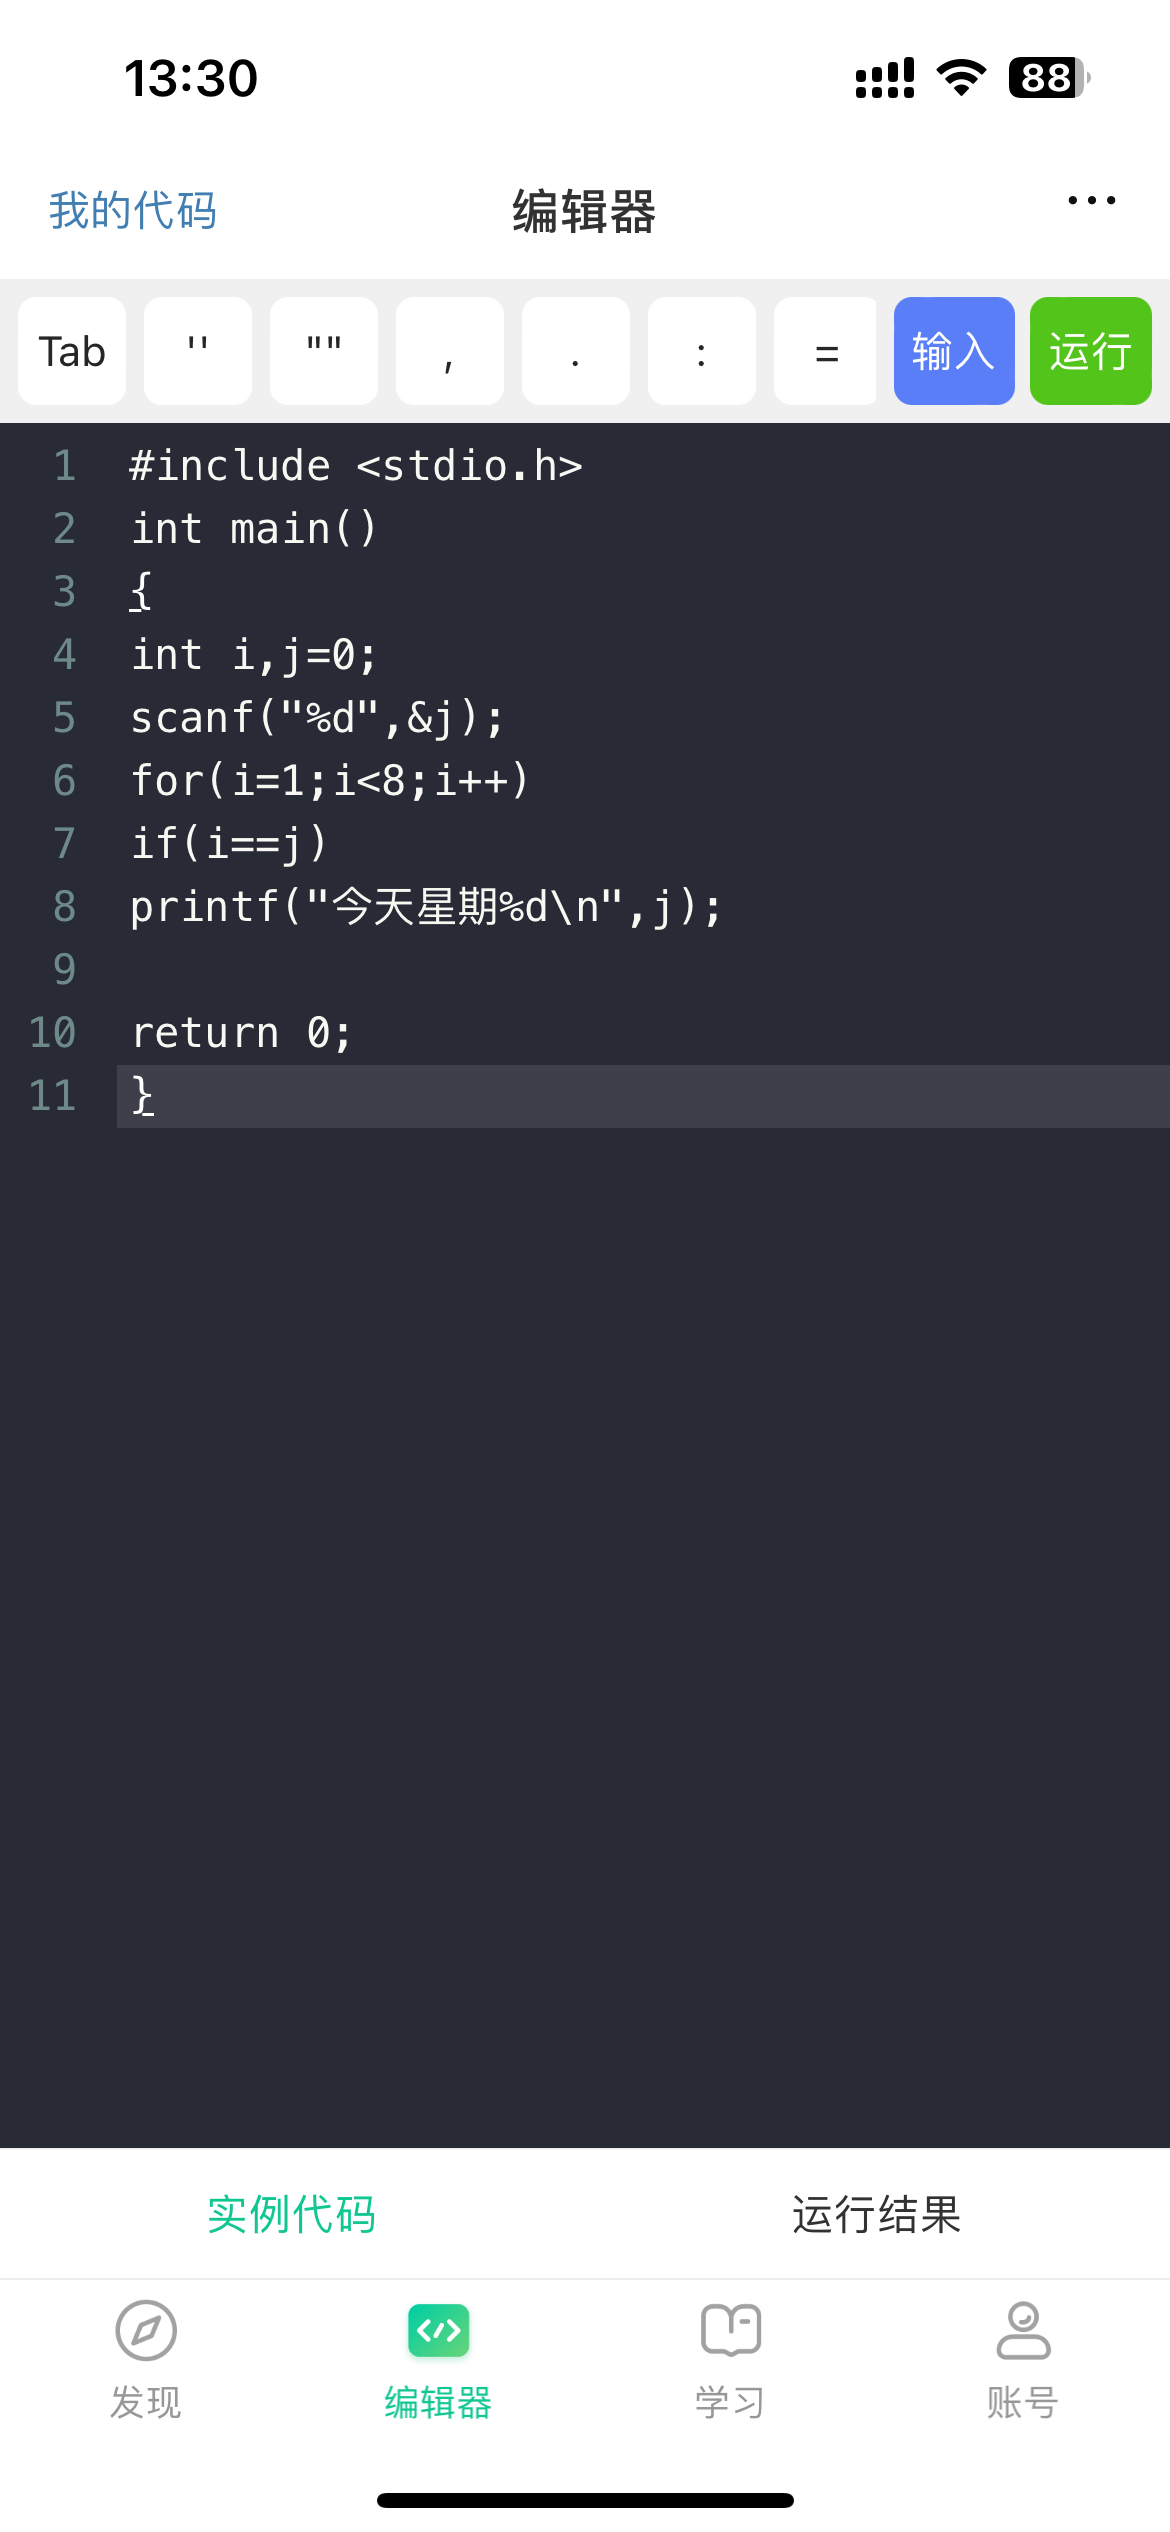 13:30
88
我的代码 编辑器 ···
Tab '' "" , . : = 输入 运行
1 #include <stdio.h>
2 int main()
3 {
4 int i,j=0;
5 scanf("%d",&j);
6 for(i=1;i<8;i++)
7 if(i==j)
8 printf("今天星期%d\n",j);
9
10 return 0;
11 }
实例代码 运行结果
发现 编辑器 学习 账号